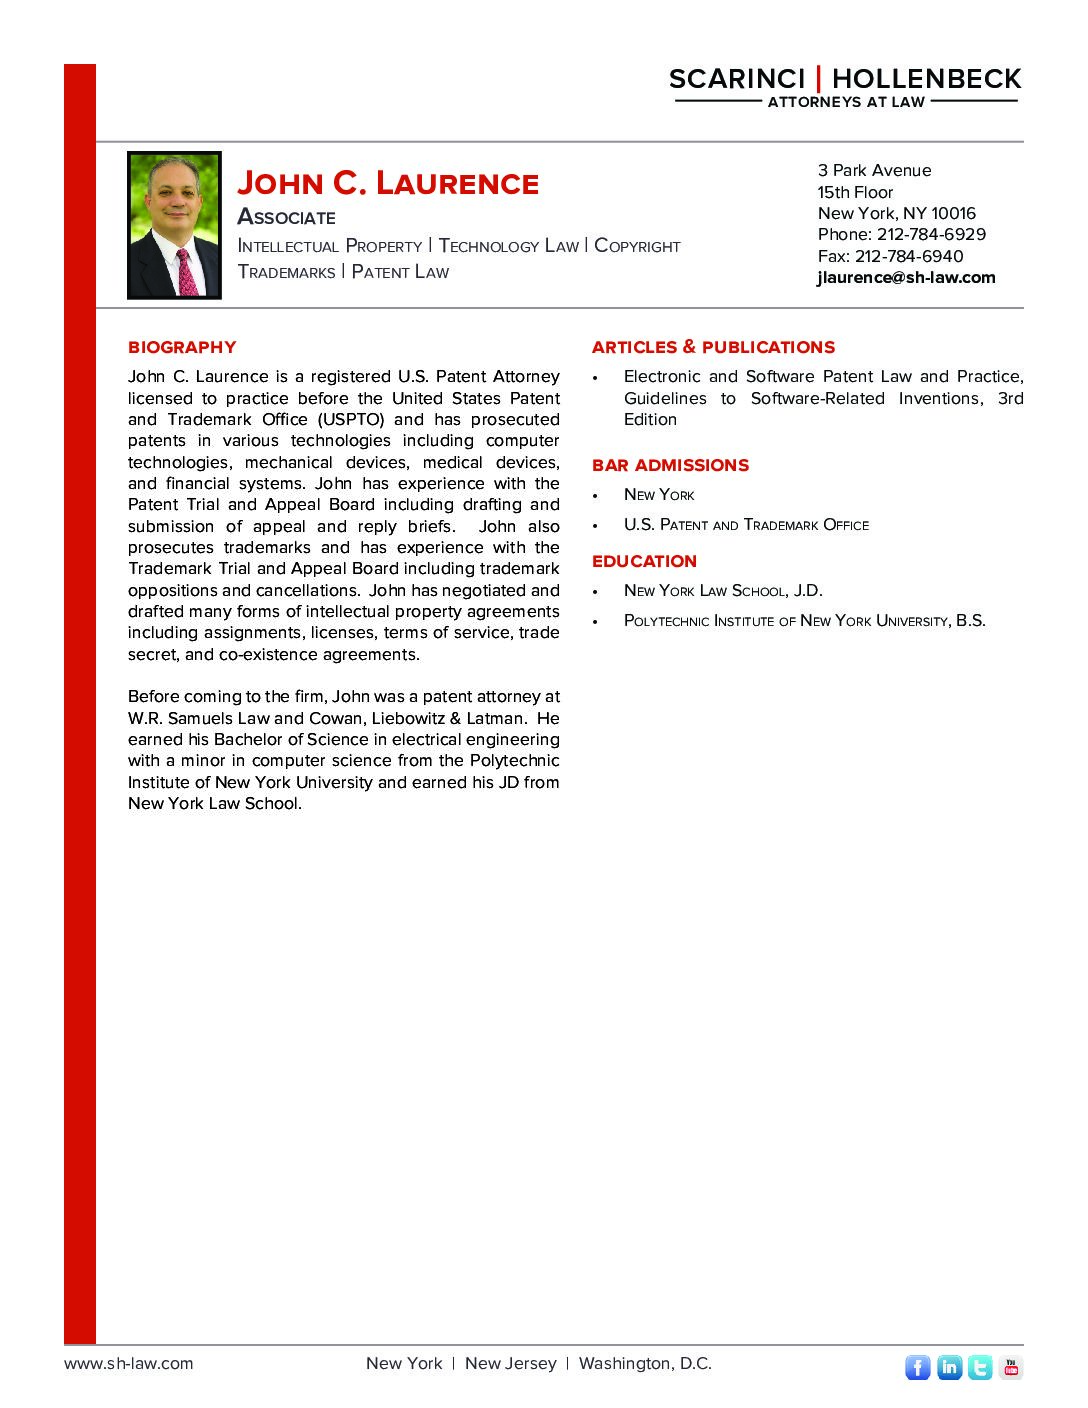 SCARINCI | HOLLENBECK
ATTORNEYS AT LAW
John C. Laurence
Associate
Intellectual Property | Technology Law | Copyright
Trademarks | Patent Law
3 Park Avenue
15th Floor
New York, NY 10016
Phone: 212-784-6929
Fax: 212-784-6940
jlaurence@sh-law.com
BIOGRAPHY
John C. Laurence is a registered U.S. Patent Attorney
licensed to practice before the United States Patent
and Trademark Office (USPTO) and has prosecuted
patents in various technologies including computer
technologies, mechanical devices, medical devices,
and financial systems. John has experience with the
Patent Trial and Appeal Board including drafting and
submission of appeal and reply briefs. John also
prosecutes trademarks and has experience with the
Trademark Trial and Appeal Board including trademark
oppositions and cancellations. John has negotiated and
drafted many forms of intellectual property agreements
including assignments, licenses, terms of service, trade
secret, and co-existence agreements.
Before coming to the firm, John was a patent attorney at
W.R. Samuels Law and Cowan, Liebowitz & Latman. He
earned his Bachelor of Science in electrical engineering
with a minor in computer science from the Polytechnic
Institute of New York University and earned his JD from
New York Law School.
ARTICLES & PUBLICATIONS
• Electronic and Software Patent Law and Practice,
Guidelines to Software-Related Inventions, 3rd
Edition
BAR ADMISSIONS
• New York
• U.S. Patent and Trademark Office
EDUCATION
• New York Law School, J.D.
• Polytechnic Institute of New York University, B.S.
www.sh-law.com
New York | New Jersey | Washington, D.C.
f in t You Tube